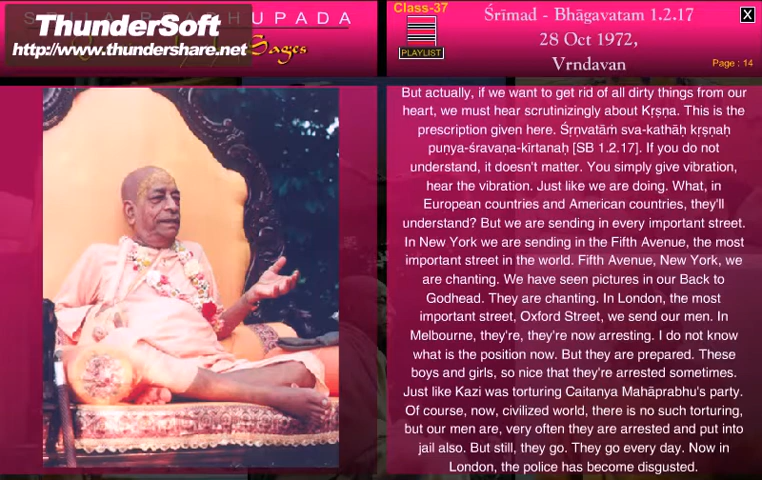 SRILA PRABHUPADA
ThunderSoft
http://www.thundershare.net
Sages
Class-37
PLAYLIST
Śrīmad - Bhāgavatam 1.2.17
28 Oct 1972,
Vrndavan
X
Page : 14
But actually, if we want to get rid of all dirty things from our
heart, we must hear scrutinizingly about Kṛṣṇa. This is the
prescription given here. Śṛṇvatāṁ sva-kathāḥ kṛṣṇaḥ
puṇya-śravaṇa-kīrtanaḥ [SB 1.2.17]. If you do not
understand, it doesn't matter. You simply give vibration,
hear the vibration. Just like we are doing. What, in
European countries and American countries, they'll
understand? But we are sending in every important street.
In New York we are sending in the Fifth Avenue, the most
important street in the world. Fifth Avenue, New York, we
are chanting. We have seen pictures in our Back to
Godhead. They are chanting. In London, the most
important street, Oxford Street, we send our men. In
Melbourne, they're, they're now arresting. I do not know
what is the position now. But they are prepared. These
boys and girls, so nice that they're arrested sometimes.
Just like Kazi was torturing Caitanya Mahāprabhu's party.
Of course, now, civilized world, there is no such torturing,
but our men are, very often they are arrested and put into
jail also. But still, they go. They go every day. Now in
London, the police has become disgusted.